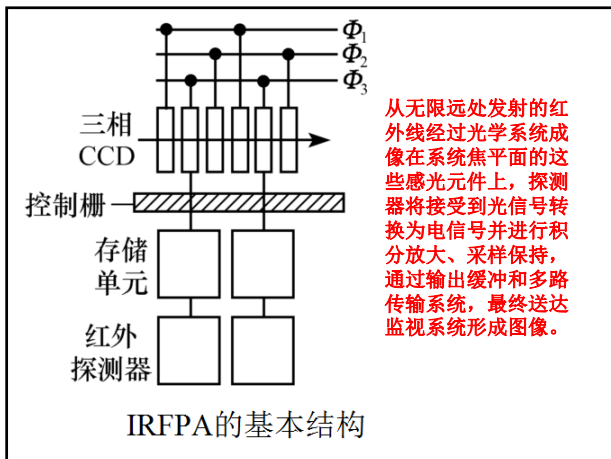 Φ1
Φ2
Φ3
三相
CCD
控制栅
存储
单元
红外
探测器
IRFPA的基本结构
从无限远处发射的红
外线经过光学系统成
像在系统焦平面的这
些感光元件上，探测
器将接受到光信号转
换为电信号并进行积
分放大、采样保持，
通过输出缓冲和多路
传输系统，最终送达
监视系统形成图像。